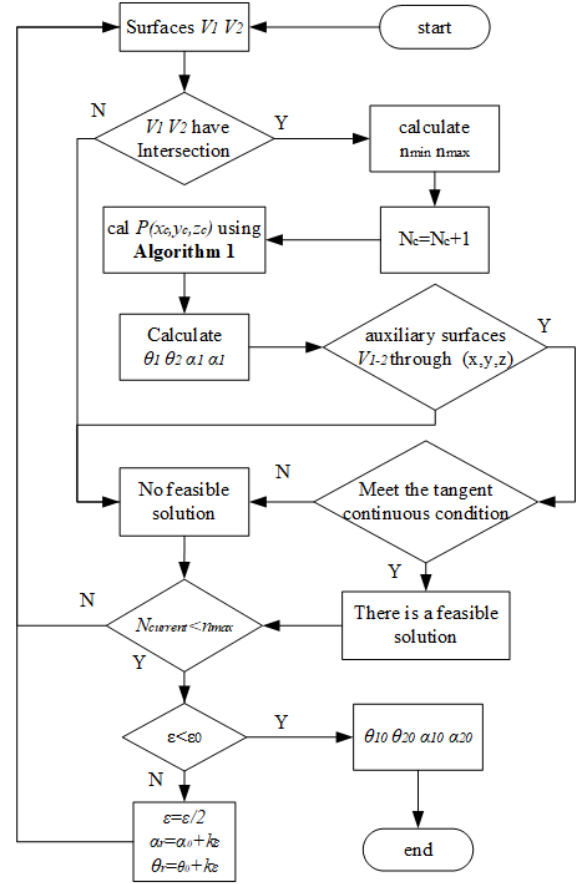 Surfaces V1 V2
start
N
V1 V2 have
Intersection
Y
calculate
nmin nmax
cal P(xc,yc,zc) using
Algorithm 1
Nc=Nc+1
Calculate
θ1 θ2 α1 α1
auxiliary surfaces
V1-2 through (x,y,z)
Y
No feasible
solution
N
Meet the tangent
continuous condition
Y
N
Ncurrent<nmax
There is a feasible
solution
Y
ε<ε0
Y
θ10 θ20 α10 α20
N
ε=ε/2
αr=α0+kε
θr=θ0+kε
end